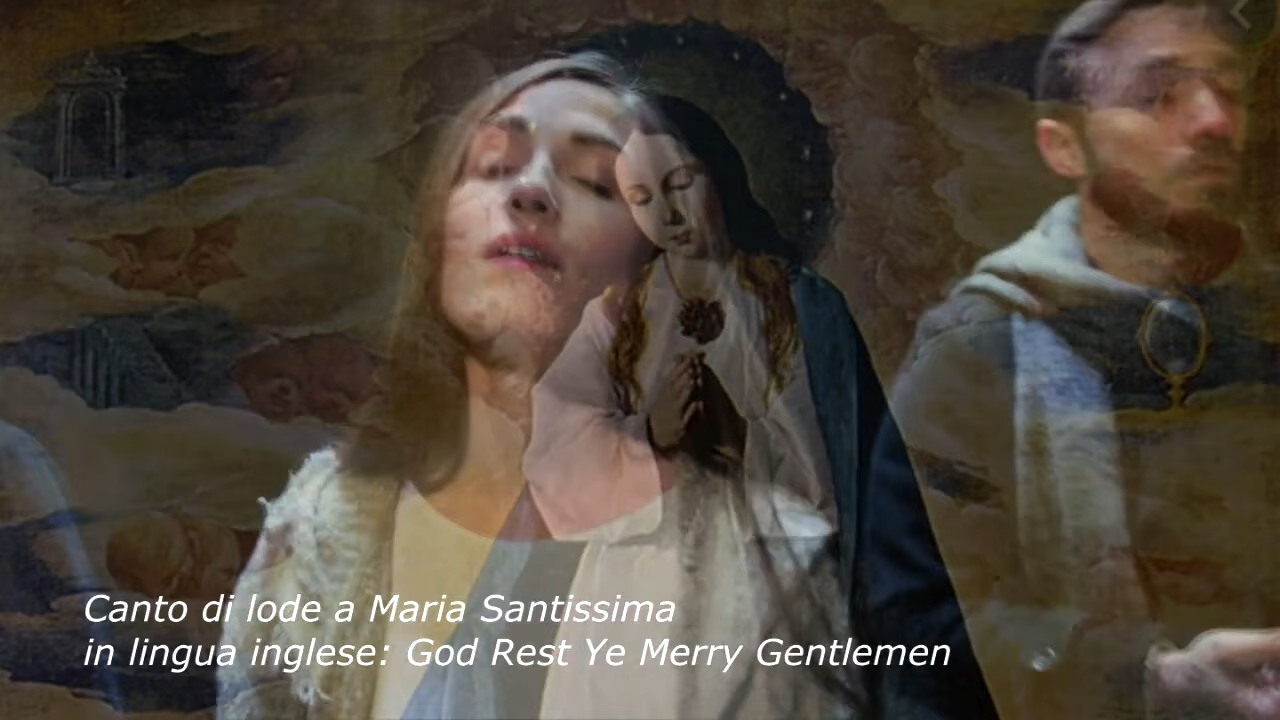 Canto di lode a Maria Santissima
in lingua inglese: God Rest Ye Merry Gentlemen